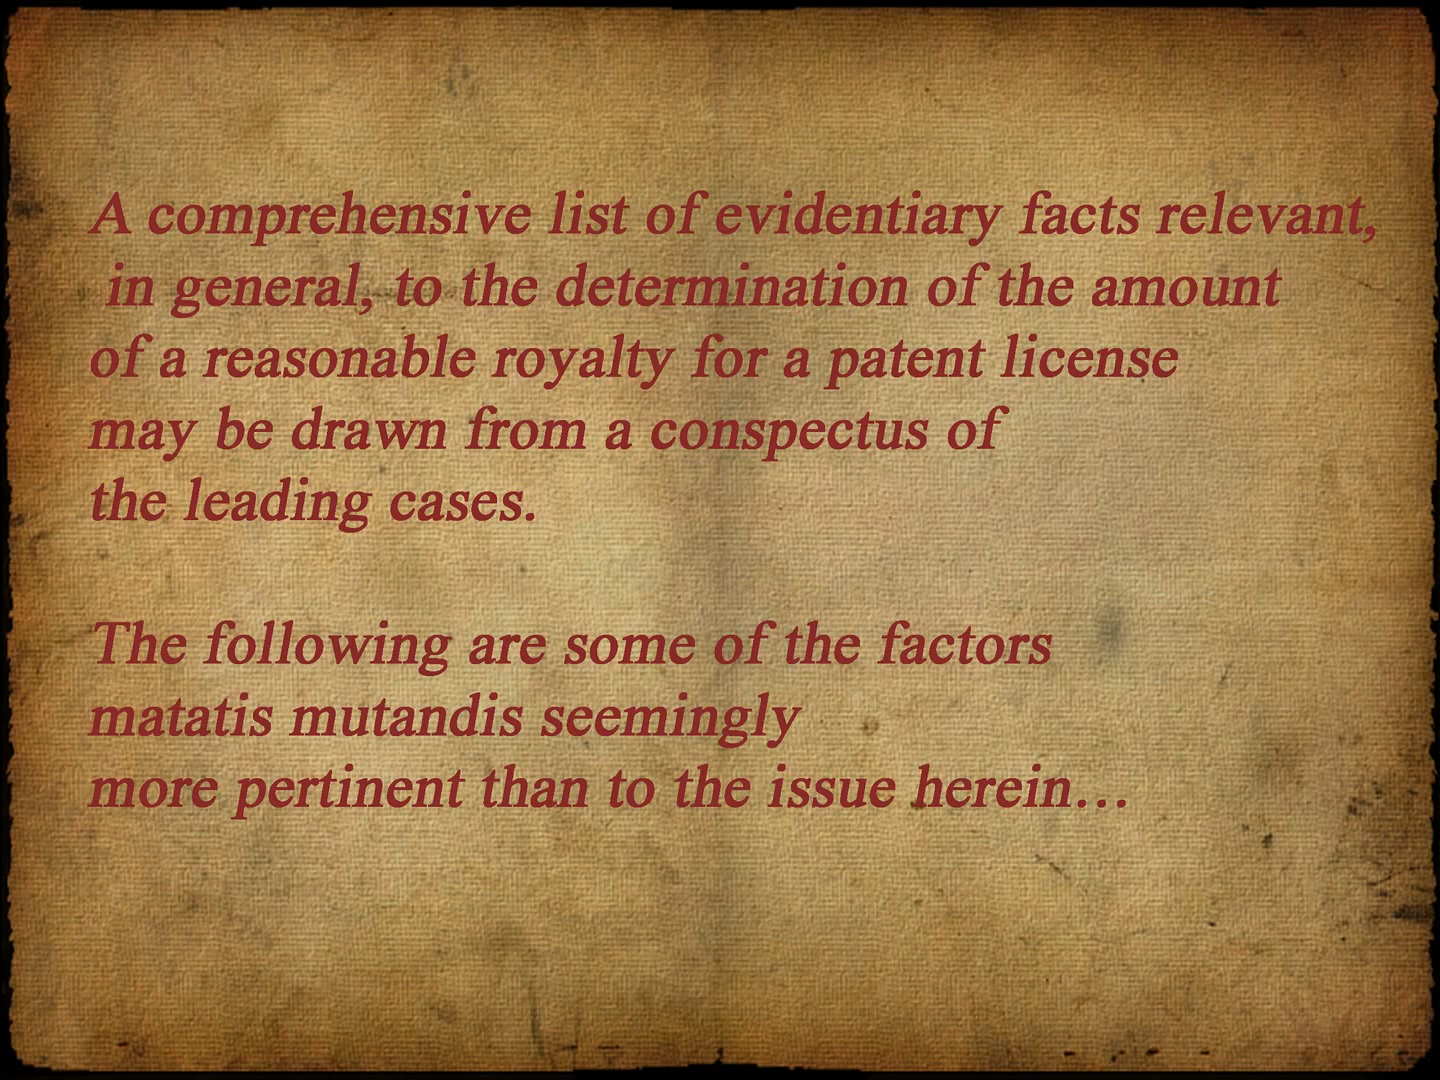 A comprehensive list of evidentiary facts relevant,
in general, to the determination of the amount
of a reasonable royalty for a patent license
may be drawn from a conspectus of
the leading cases.
The following are some of the factors
matatis mutandis seemingly
more pertinent than to the issue herein…